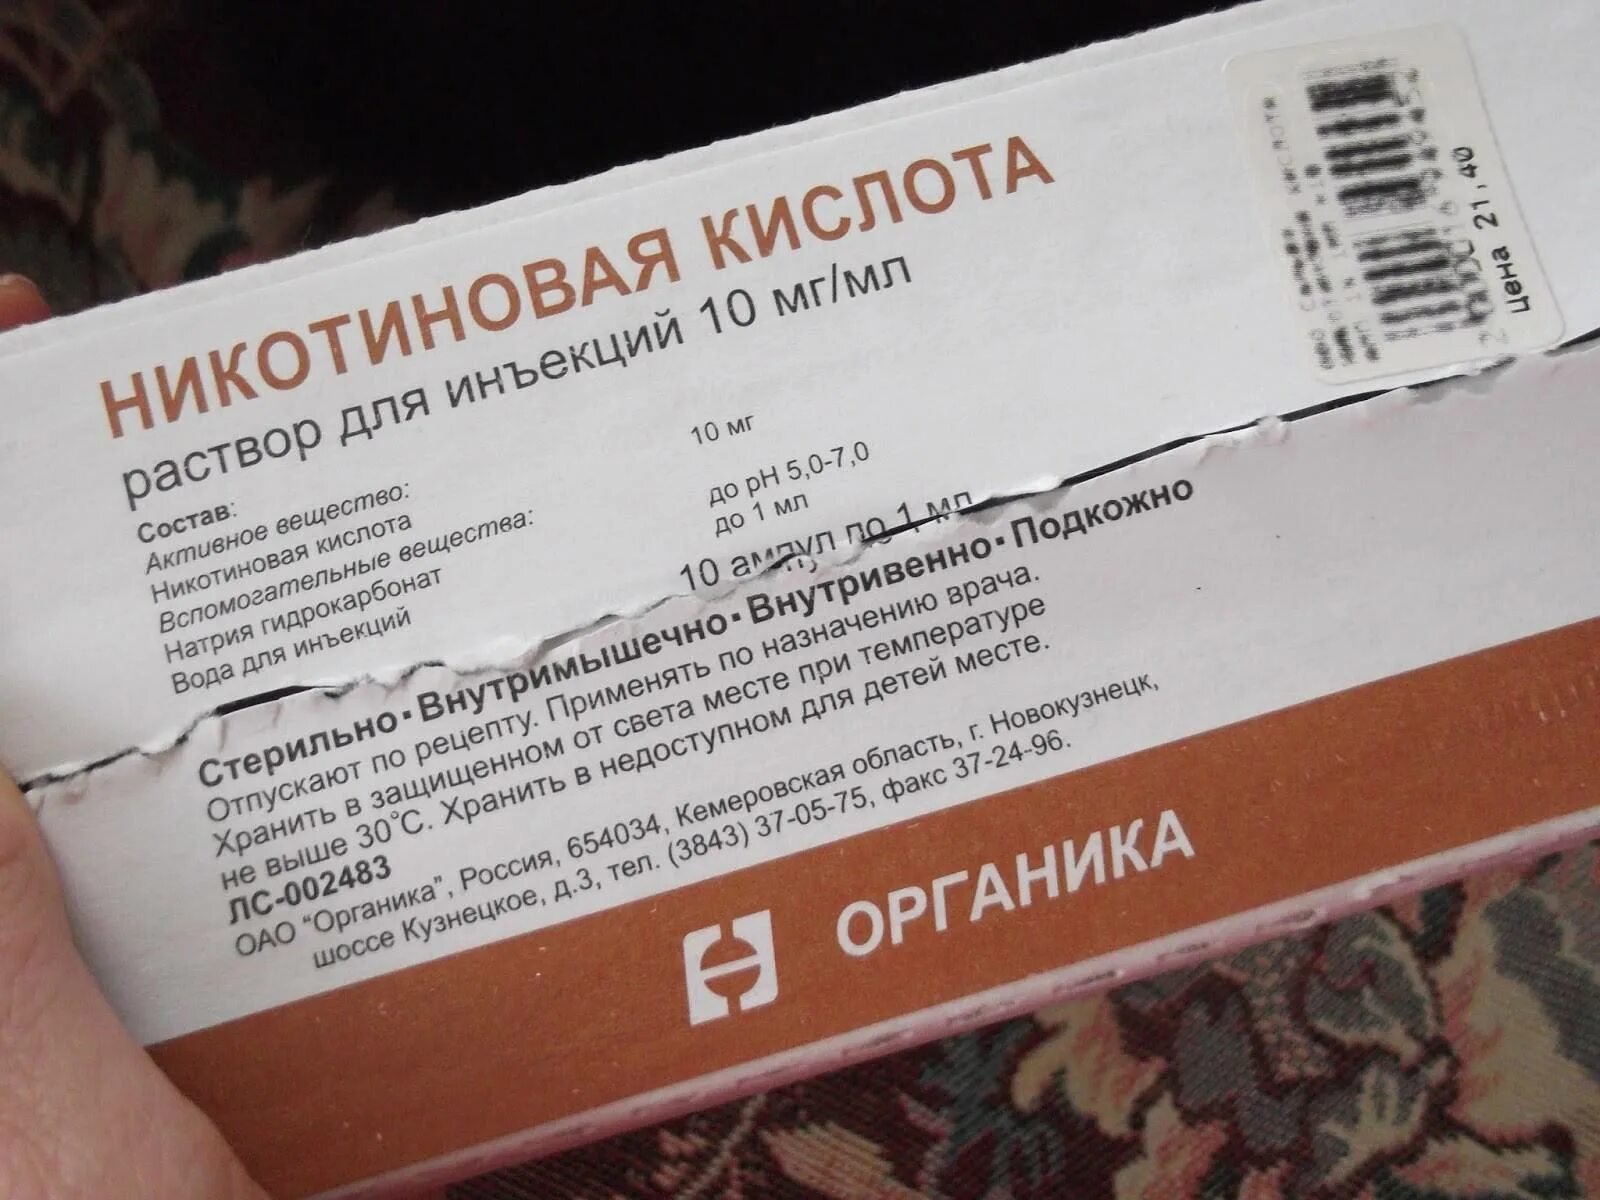 НИКОТИНОВАЯ КИСЛОТА
раствор для инъекций 10 мг/мл
Состав:
Активное вещество:
Никотиновая кислота 10 мг
Вспомогательные вещества:
Натрия гидрокарбонат до pH 5,0-7,0
Вода для инъекций до 1 мл
10 ампул по 1 мл
Стерильно▪Внутримышечно▪Внутривенно▪Подкожно
Отпускают по рецепту. Применять по назначению врача.
Хранить в защищенном от света месте при температуре
не выше 30°С. Хранить в недоступном для детей месте.
ЛС-002483
ОАО “Органика”, Россия, 654034, Кемеровская область, г. Новокузнецк,
шоссе Кузнецкое, д.3, тел. (3843) 37-05-75, факс 37-24-96.
ОРГАНИКА
Цена 21.40